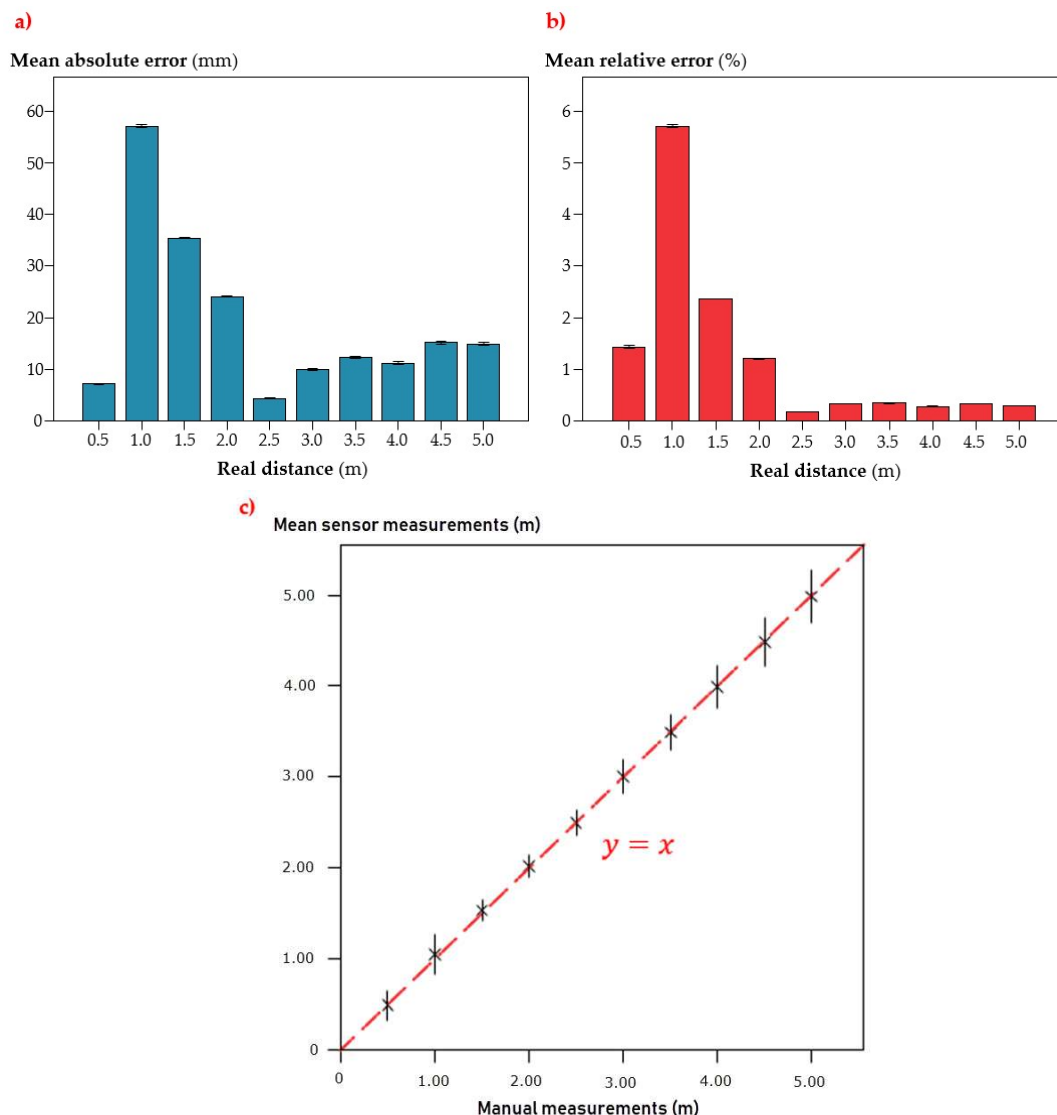 a)
Mean absolute error (mm)
60
50
40
30
20
10
0
0.5 1.0 1.5 2.0 2.5 3.0 3.5 4.0 4.5 5.0
Real distance (m)
b)
Mean relative error (%)
6
5
4
3
2
1
0
0.5 1.0 1.5 2.0 2.5 3.0 3.5 4.0 4.5 5.0
Real distance (m)
c)
Mean sensor measurements (m)
5.00
4.00
3.00
y = x
2.00
1.00
0
0 1.00 2.00 3.00 4.00 5.00
Manual measurements (m)